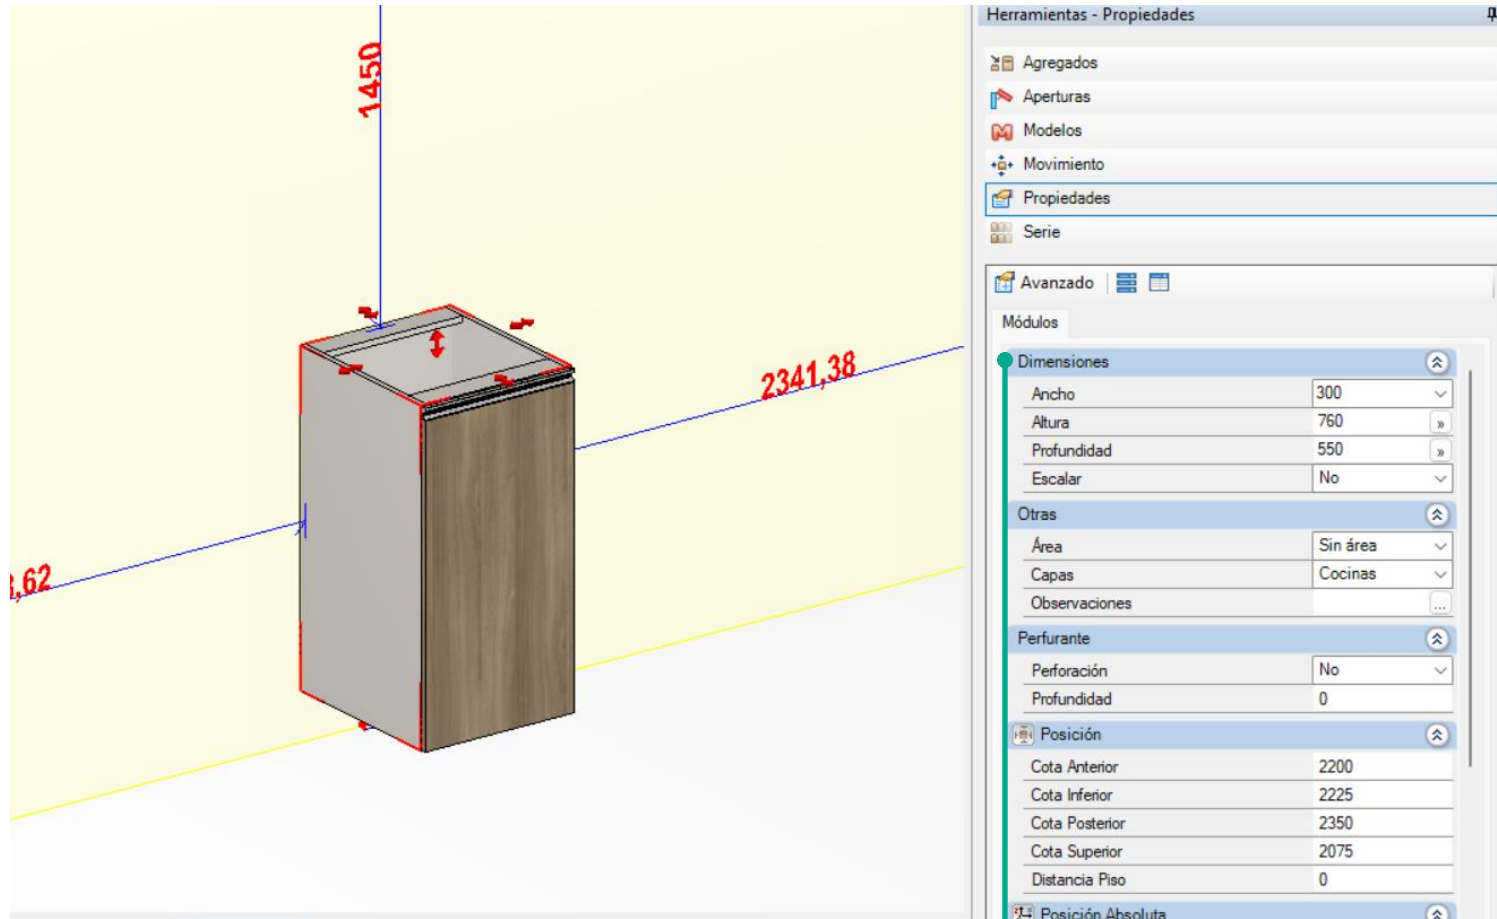 Herramientas - Propiedades
Agregados
Aperturas
Modelos
Movimiento
Propiedades
Serie
Avanzado
Módulos
Dimensiones
Ancho 300
Altura 760
Profundidad 550
Escalar No
Otras
Área Sin área
Capas Cocinas
Observaciones ...
Perfurante
Perforación No
Profundidad 0
Posición
Cota Anterior 2200
Cota Inferior 2225
Cota Posterior 2350
Cota Superior 2075
Distancia Piso 0
Posición Absoluta
1450
2341,38
,62